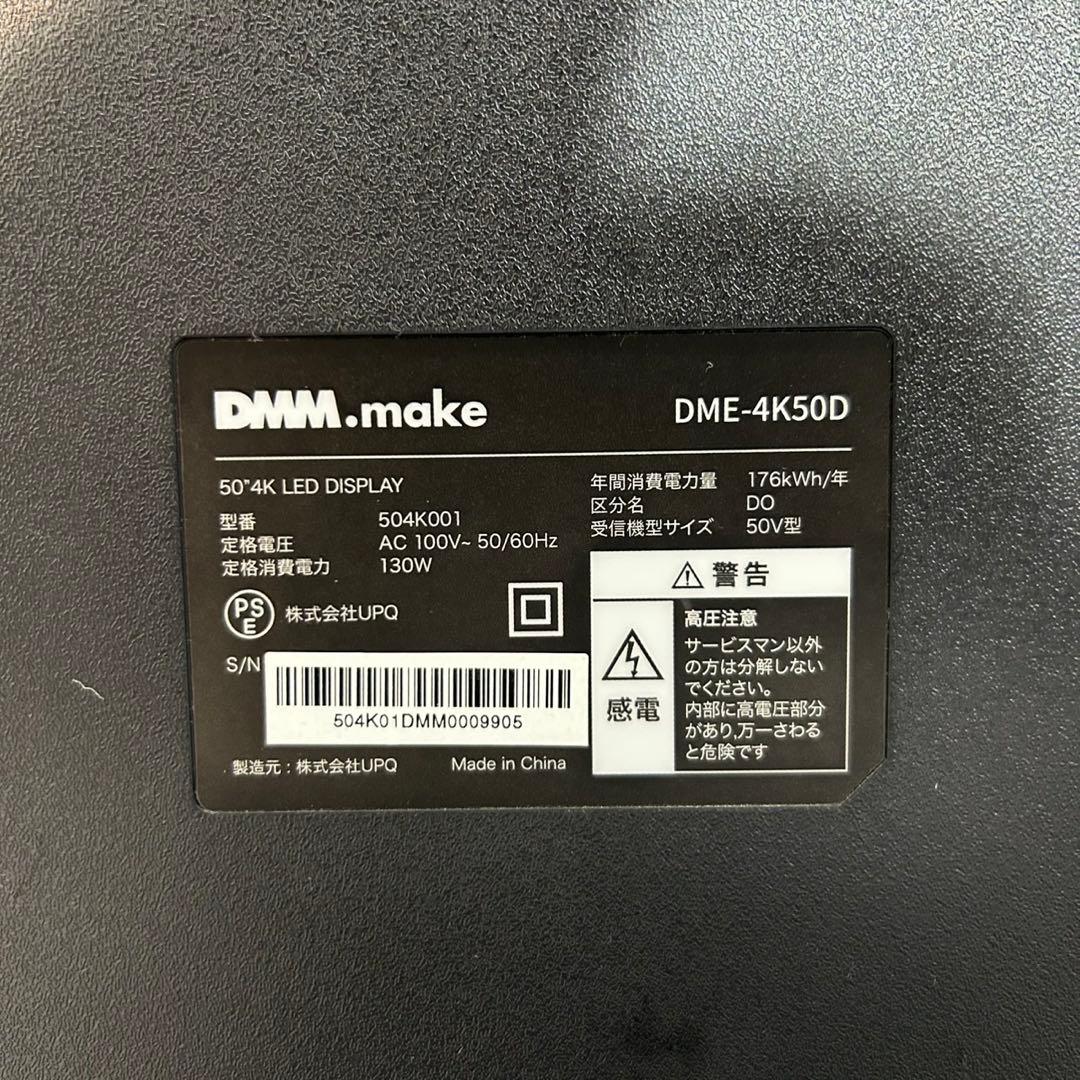 DMM.make
DME-4K50D
50"4K LED DISPLAY
型番 504K001
定格電圧 AC 100V~ 50/60Hz
定格消費電力 130W
PSE 株式会社UPQ
S/N
504K01DMM0009905
製造元：株式会社UPQ Made in China
年間消費電力量 176kWh/年
区分名 DO
受信機型サイズ 50V型
警告
感電
高圧注意
サービスマン以外
の方は分解しない
でください。
内部に高電圧部分
があり,万一さわる
と危険です